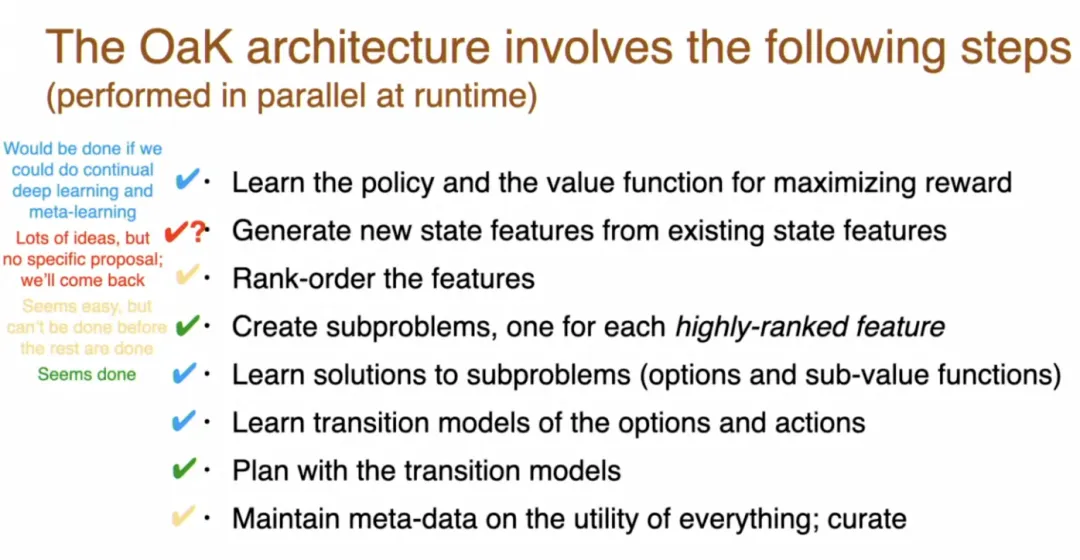 The OaK architecture involves the following steps
(performed in parallel at runtime)
Would be done if we
could do continual
deep learning and
meta-learning
Lots of ideas, but
no specific proposal;
we'll come back
Seems easy, but
can't be done before
the rest are done
Seems done
✔ · Learn the policy and the value function for maximizing reward
✔? · Generate new state features from existing state features
✔ · Rank-order the features
✔ · Create subproblems, one for each highly-ranked feature
✔ · Learn solutions to subproblems (options and sub-value functions)
✔ · Learn transition models of the options and actions
✔ · Plan with the transition models
✔ · Maintain meta-data on the utility of everything; curate